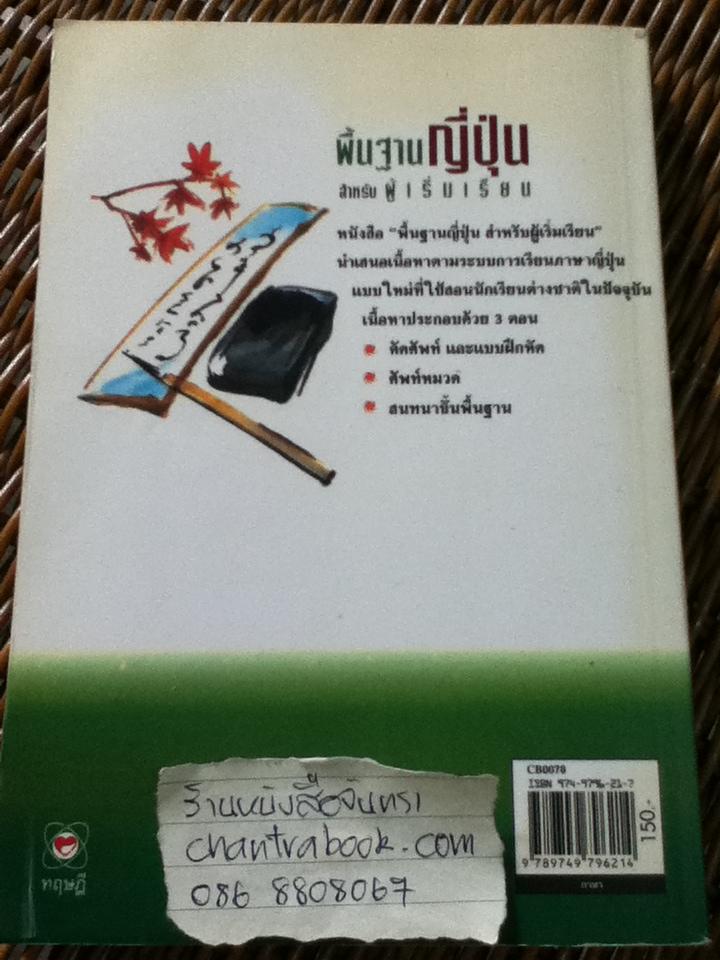 พื้นฐานญี่ปุ่น
สำหรับ ผู้เริ่มเรียน
หนังสือ "พื้นฐานญี่ปุ่น สำหรับผู้เริ่มเรียน"
นำเสนอเนื้อหาตามระบบการเรียนภาษาญี่ปุ่น
แบบใหม่ที่ใช้สอนนักเรียนต่างชาติในปัจจุบัน
เนื้อหาประกอบด้วย 3 ตอน
คัดศัพท์ และแบบฝึกหัด
ศัพท์หมวด
สนทนาขั้นพื้นฐาน
CB0078
ISBN 974-9796-21-7
9 789749 796214
150.-
ภาษา
ทฤษฎี
ร้านหนังสือจันทรา
chantrabook.com
086 8808067